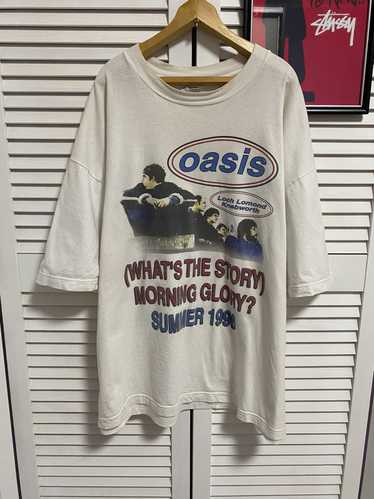 STÜSSY
oasis
Loch Lomond
Knebworth
(WHAT'S THE STORY)
MORNING GLORY?
SUMMER 1996